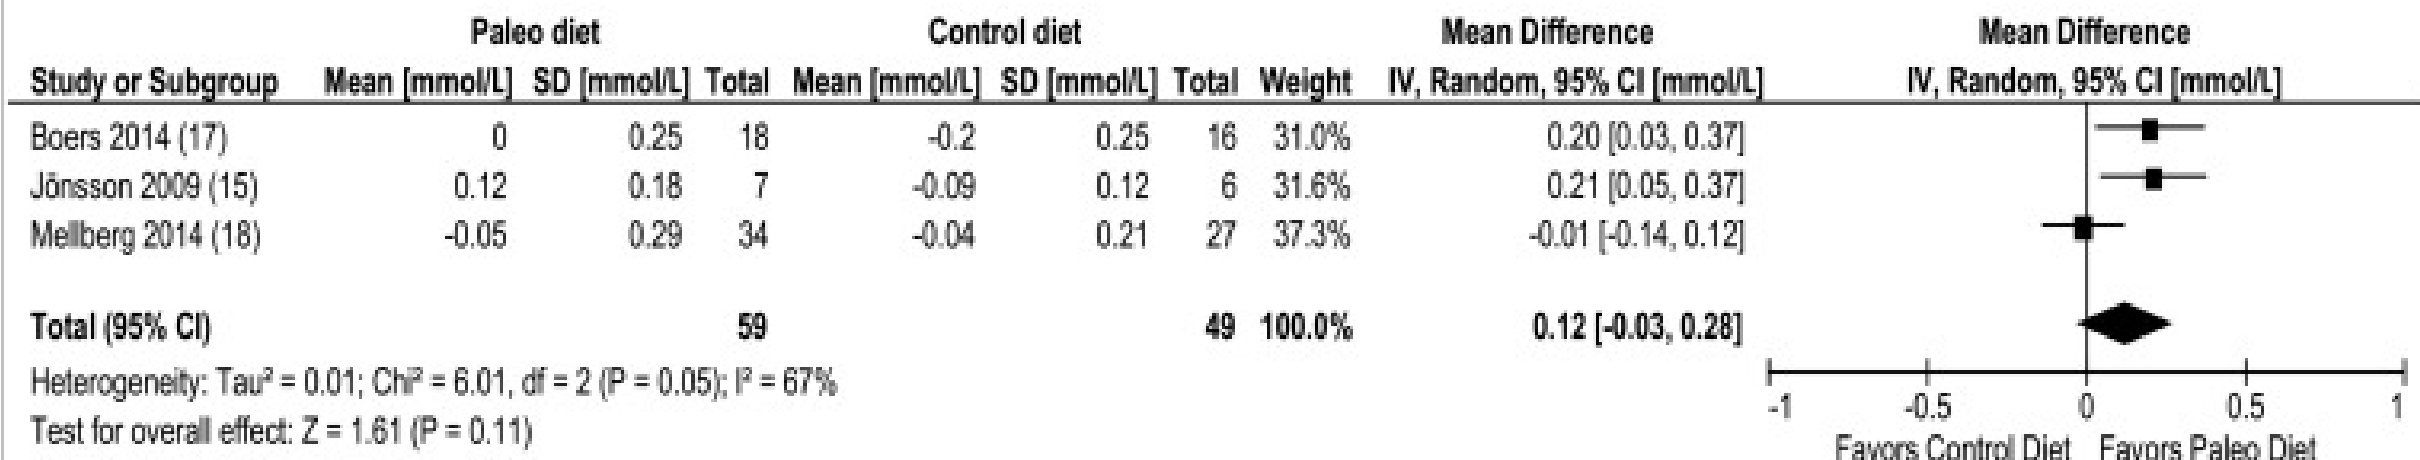 Paleo diet Control diet Mean Difference Mean Difference
Study or Subgroup Mean [mmol/L] SD [mmol/L] Total Mean [mmol/L] SD [mmol/L] Total Weight IV, Random, 95% CI [mmol/L] IV, Random, 95% CI [mmol/L]
Boers 2014 (17) 0 0.25 18 -0.2 0.25 16 31.0% 0.20 [0.03, 0.37]
Jönsson 2009 (15) 0.12 0.18 7 -0.09 0.12 6 31.6% 0.21 [0.05, 0.37]
Mellberg 2014 (18) -0.05 0.29 34 -0.04 0.21 27 37.3% -0.01 [-0.14, 0.12]
Total (95% CI) 59 49 100.0% 0.12 [-0.03, 0.28]
Heterogeneity: Tau² = 0.01; Chi² = 6.01, df = 2 (P = 0.05); I² = 67%
Test for overall effect: Z = 1.61 (P = 0.11)
-1 -0.5 0 0.5 1
Favors Control Diet Favors Paleo Diet